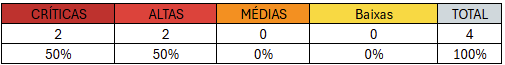 CRÍTICAS ALTAS MÉDIAS Baixas TOTAL
2 2 0 0 4
50% 50% 0% 0% 100%